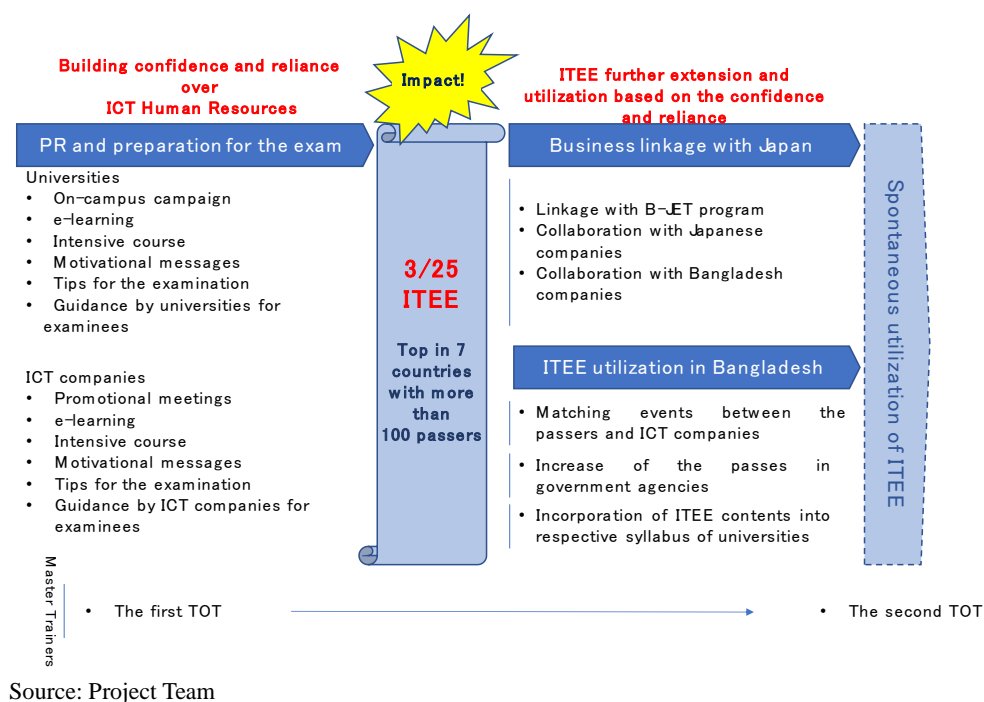 Building confidence and reliance
over
ICT Human Resources
Impact!
ITEE further extension and
utilization based on the confidence
and reliance
PR and preparation for the exam
Universities
• On-campus campaign
• e-learning
• Intensive course
• Motivational messages
• Tips for the examination
• Guidance by universities for
examinees
ICT companies
• Promotional meetings
• e-learning
• Intensive course
• Motivational messages
• Tips for the examination
• Guidance by ICT companies for
examinees
3/25
ITEE
Top in 7
countries
with more
than
100 passers
Business linkage with Japan
• Linkage with B-JET program
• Collaboration with Japanese
companies
• Collaboration with Bangladesh
companies
ITEE utilization in Bangladesh
• Matching events between the
passers and ICT companies
• Increase of the passes in
government agencies
• Incorporation of ITEE contents into
respective syllabus of universities
Spontaneous utilization of ITEE
Master Trainers
• The first TOT
• The second TOT
Source: Project Team